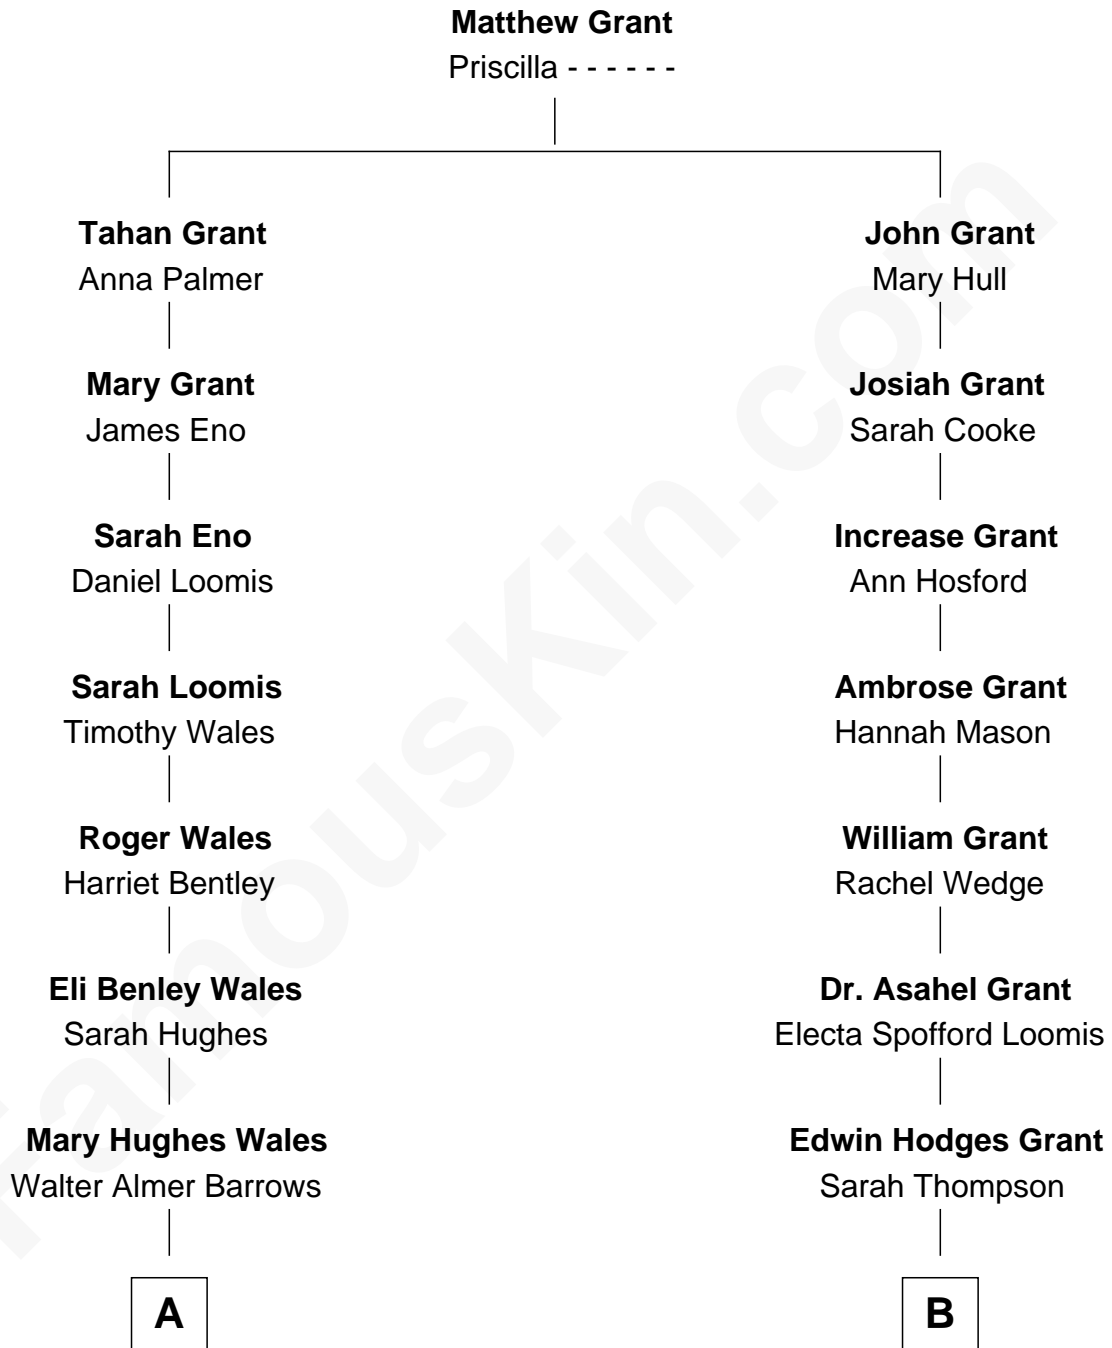 Matthew Grant
Priscilla - - - - - -
Tahan Grant
Anna Palmer
John Grant
Mary Hull
Mary Grant
James Eno
Josiah Grant
Sarah Cooke
Sarah Eno
Daniel Loomis
Increase Grant
Ann Hosford
Sarah Loomis
Timothy Wales
Ambrose Grant
Hannah Mason
Roger Wales
Harriet Bentley
William Grant
Rachel Wedge
Eli Benley Wales
Sarah Hughes
Dr. Asahel Grant
Electa Spofford Loomis
Mary Hughes Wales
Walter Almer Barrows
Edwin Hodges Grant
Sarah Thompson
A
B
FamousKin.com